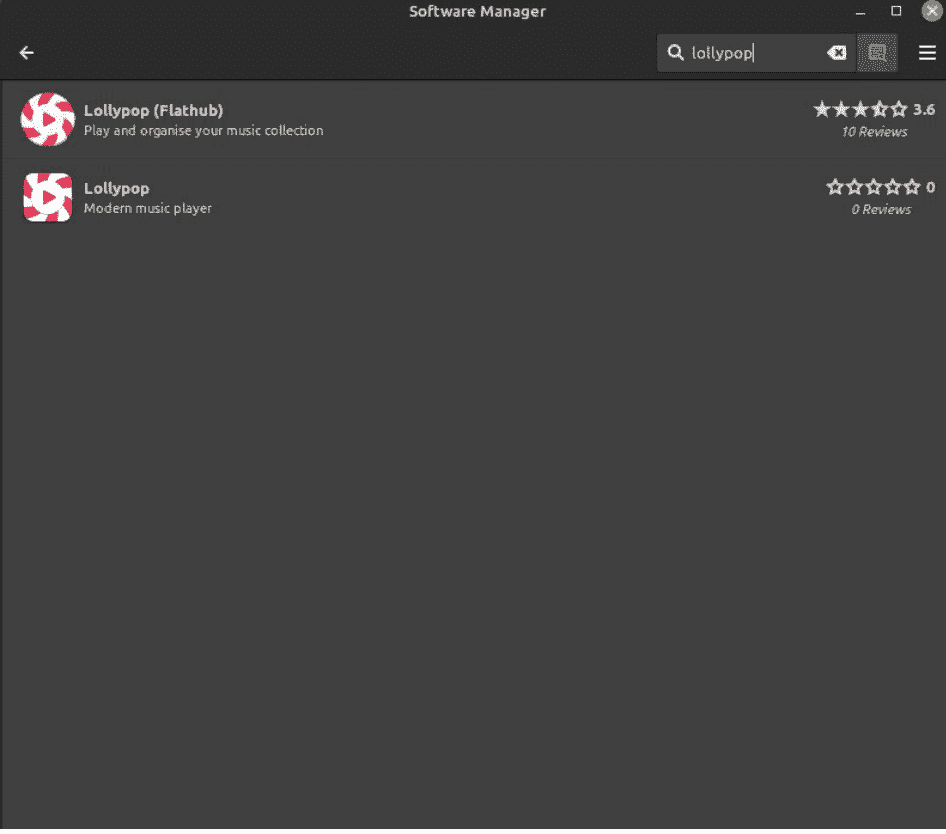 Software Manager
lollypop
Lollypop (Flathub)
3.6
Play and organise your music collection
10 Reviews
Lollypop
0
Modern music player
0 Reviews